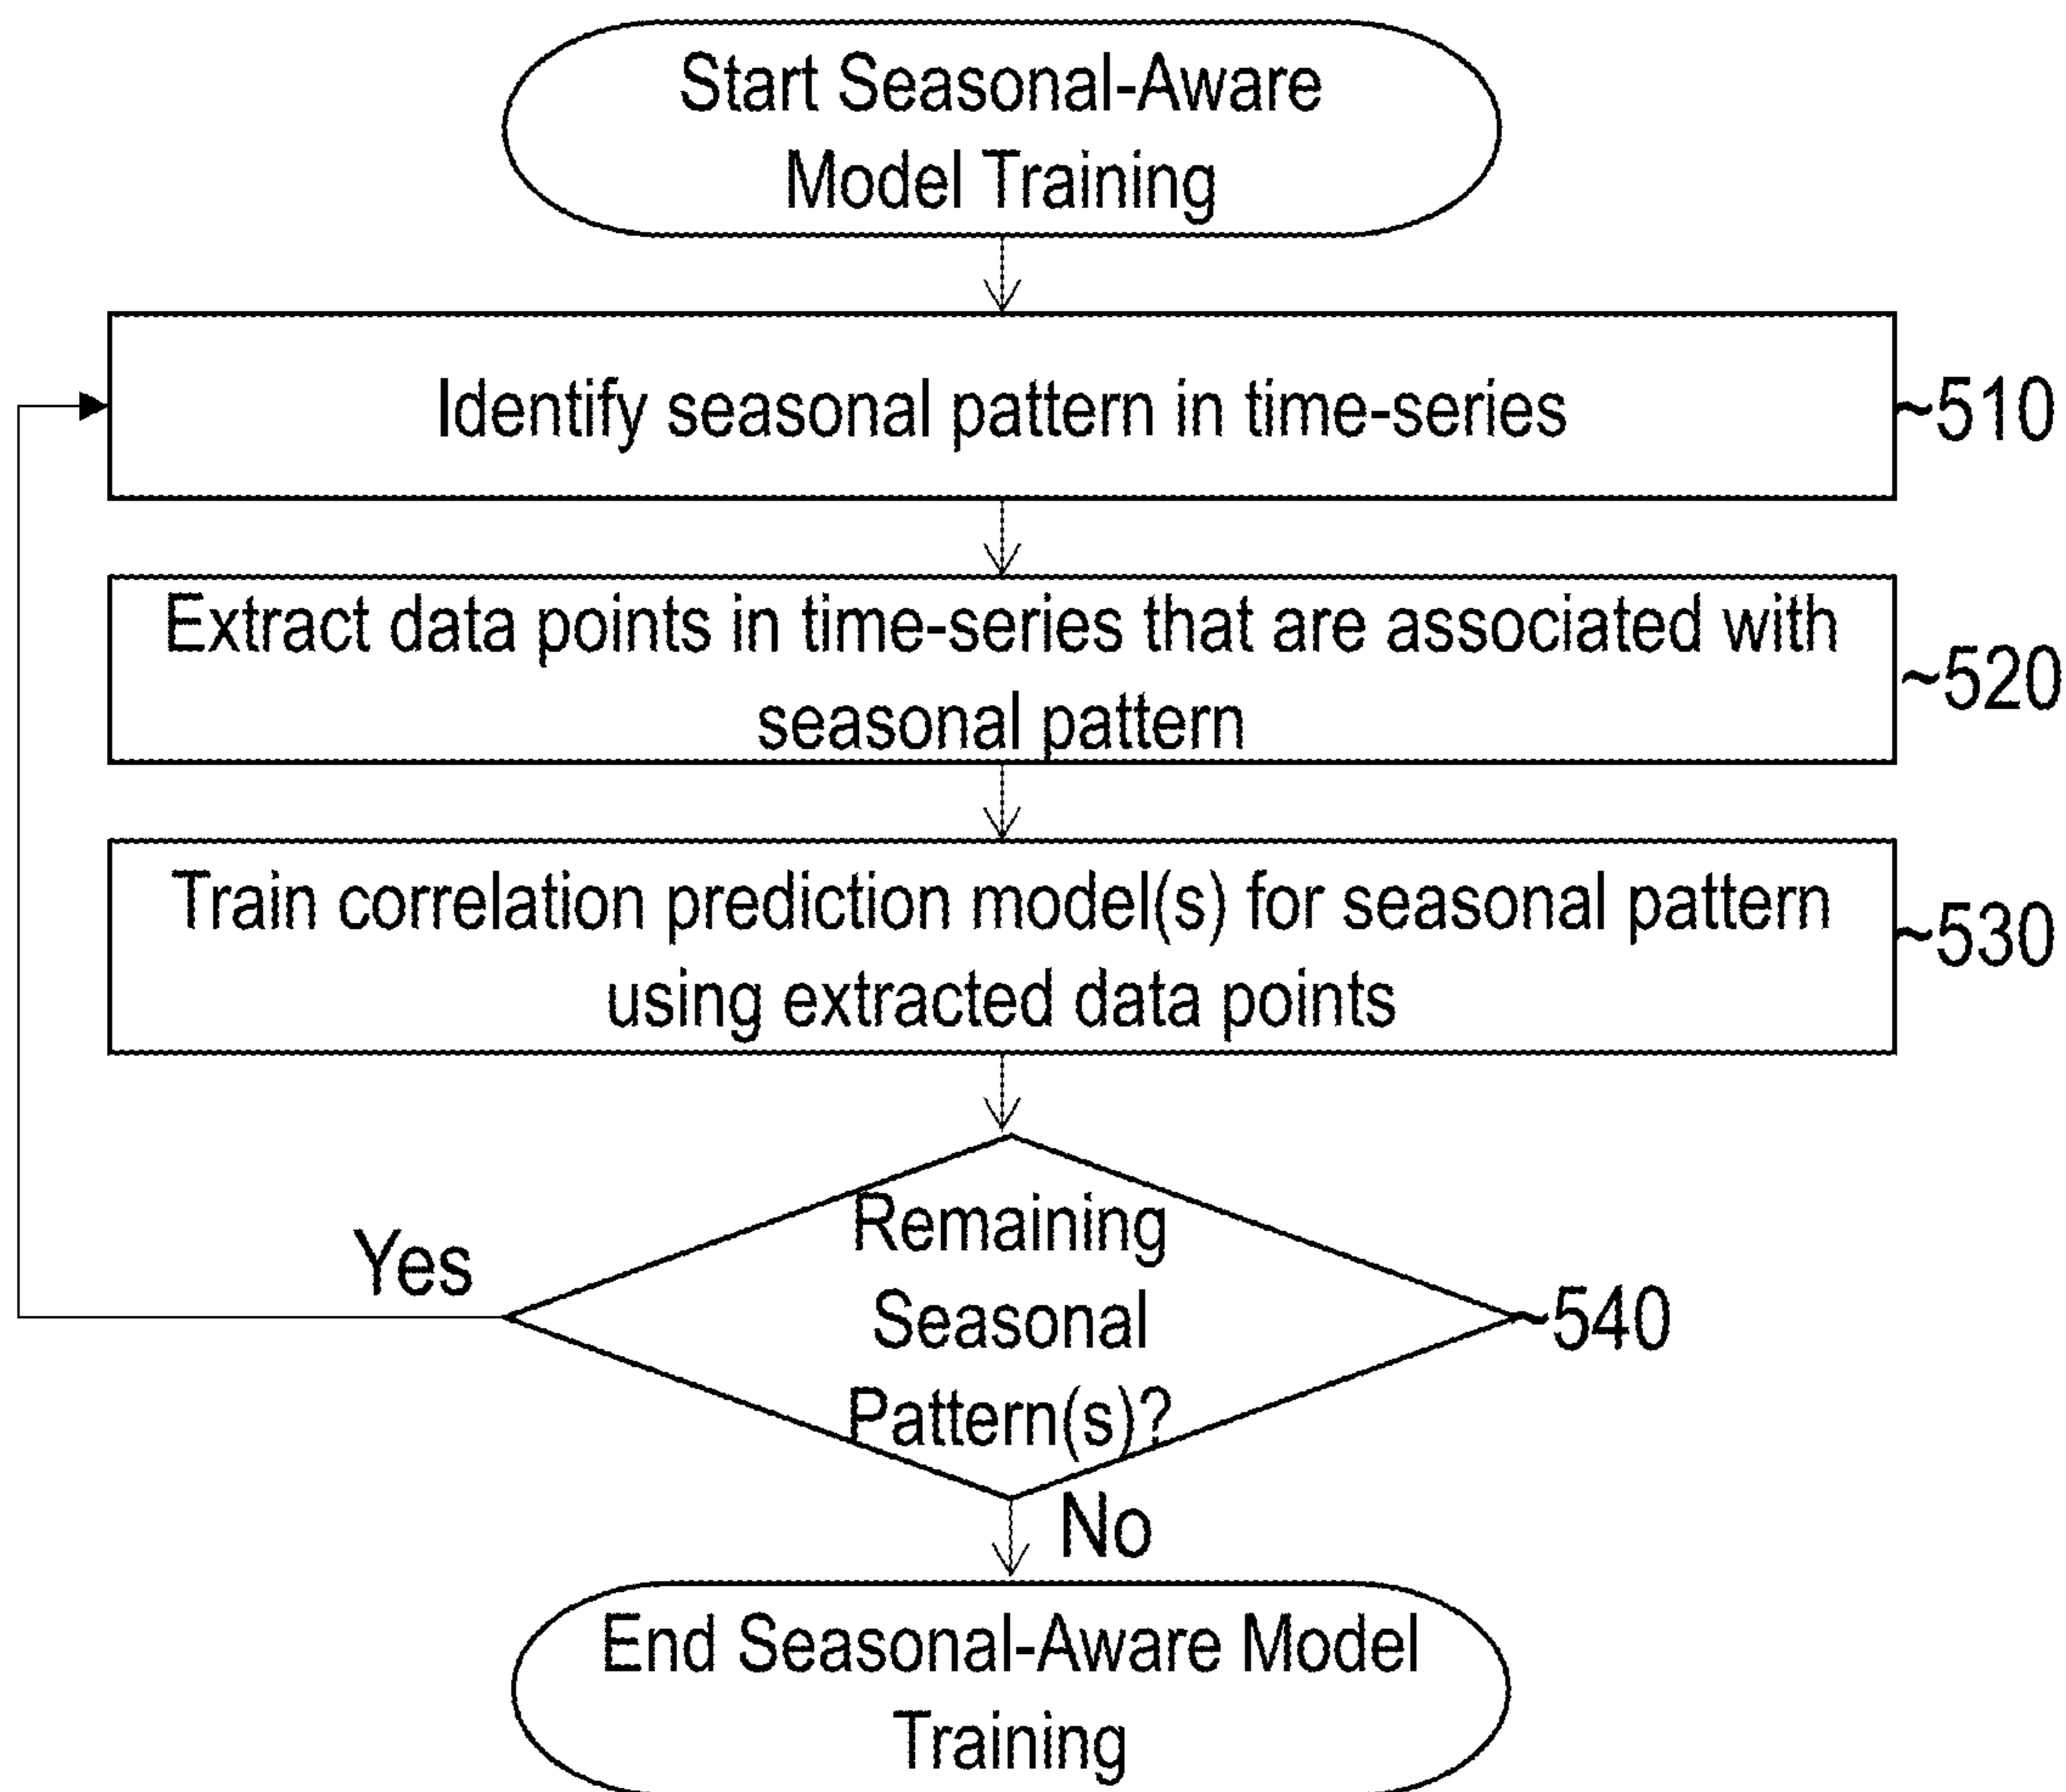 Start Seasonal-Aware
Model Training
Identify seasonal pattern in time-series
~510
Extract data points in time-series that are associated with
seasonal pattern
~520
Train correlation prediction model(s) for seasonal pattern
using extracted data points
~530
Remaining
Seasonal
Pattern(s)?
Yes
~540
No
End Seasonal-Aware Model
Training